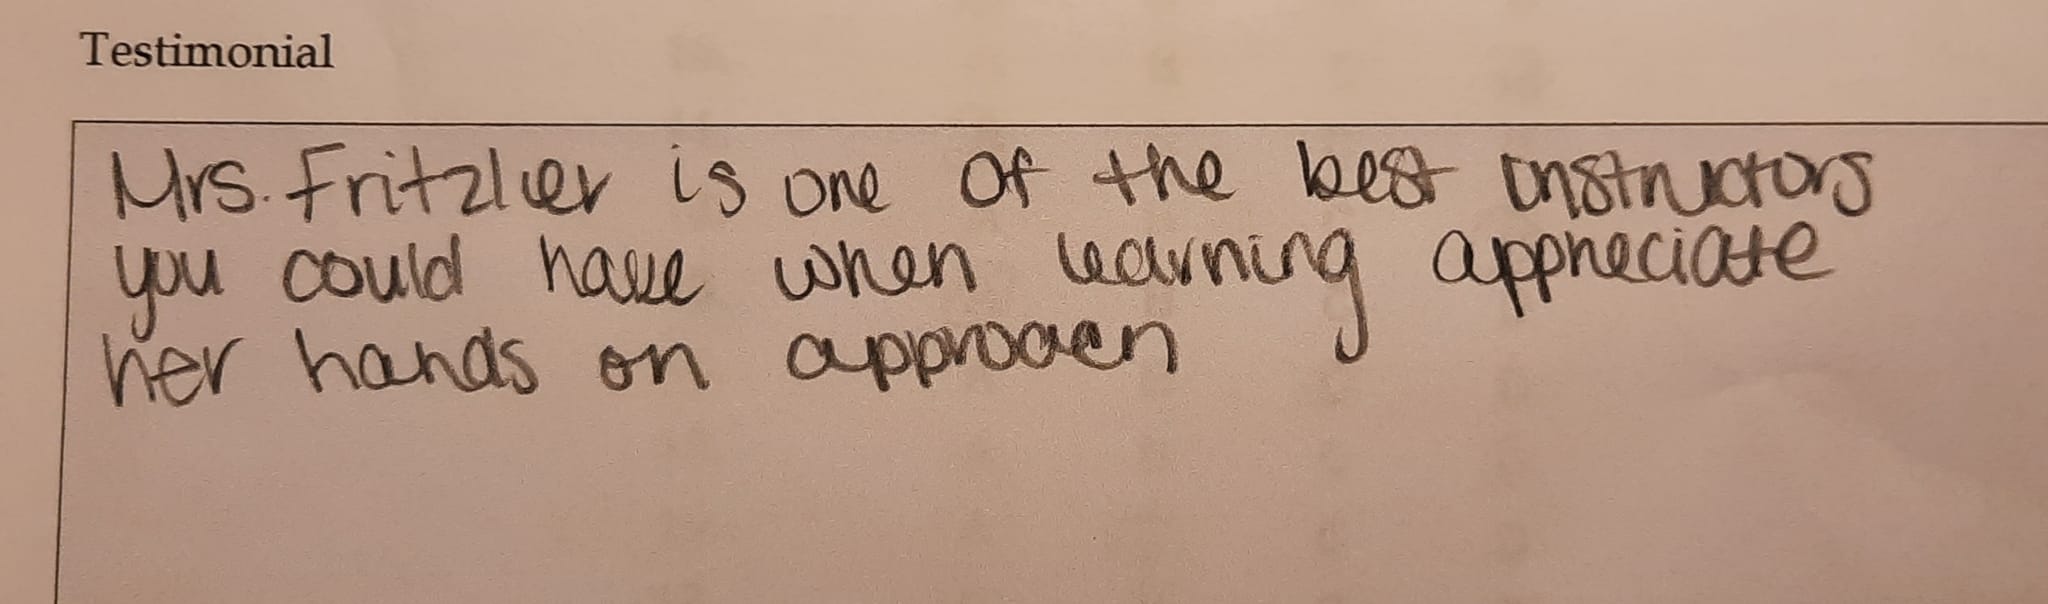 Testimonial
Mrs. Fritzler is one of the best instructors
you could have when learning appreciate
her hands on approach